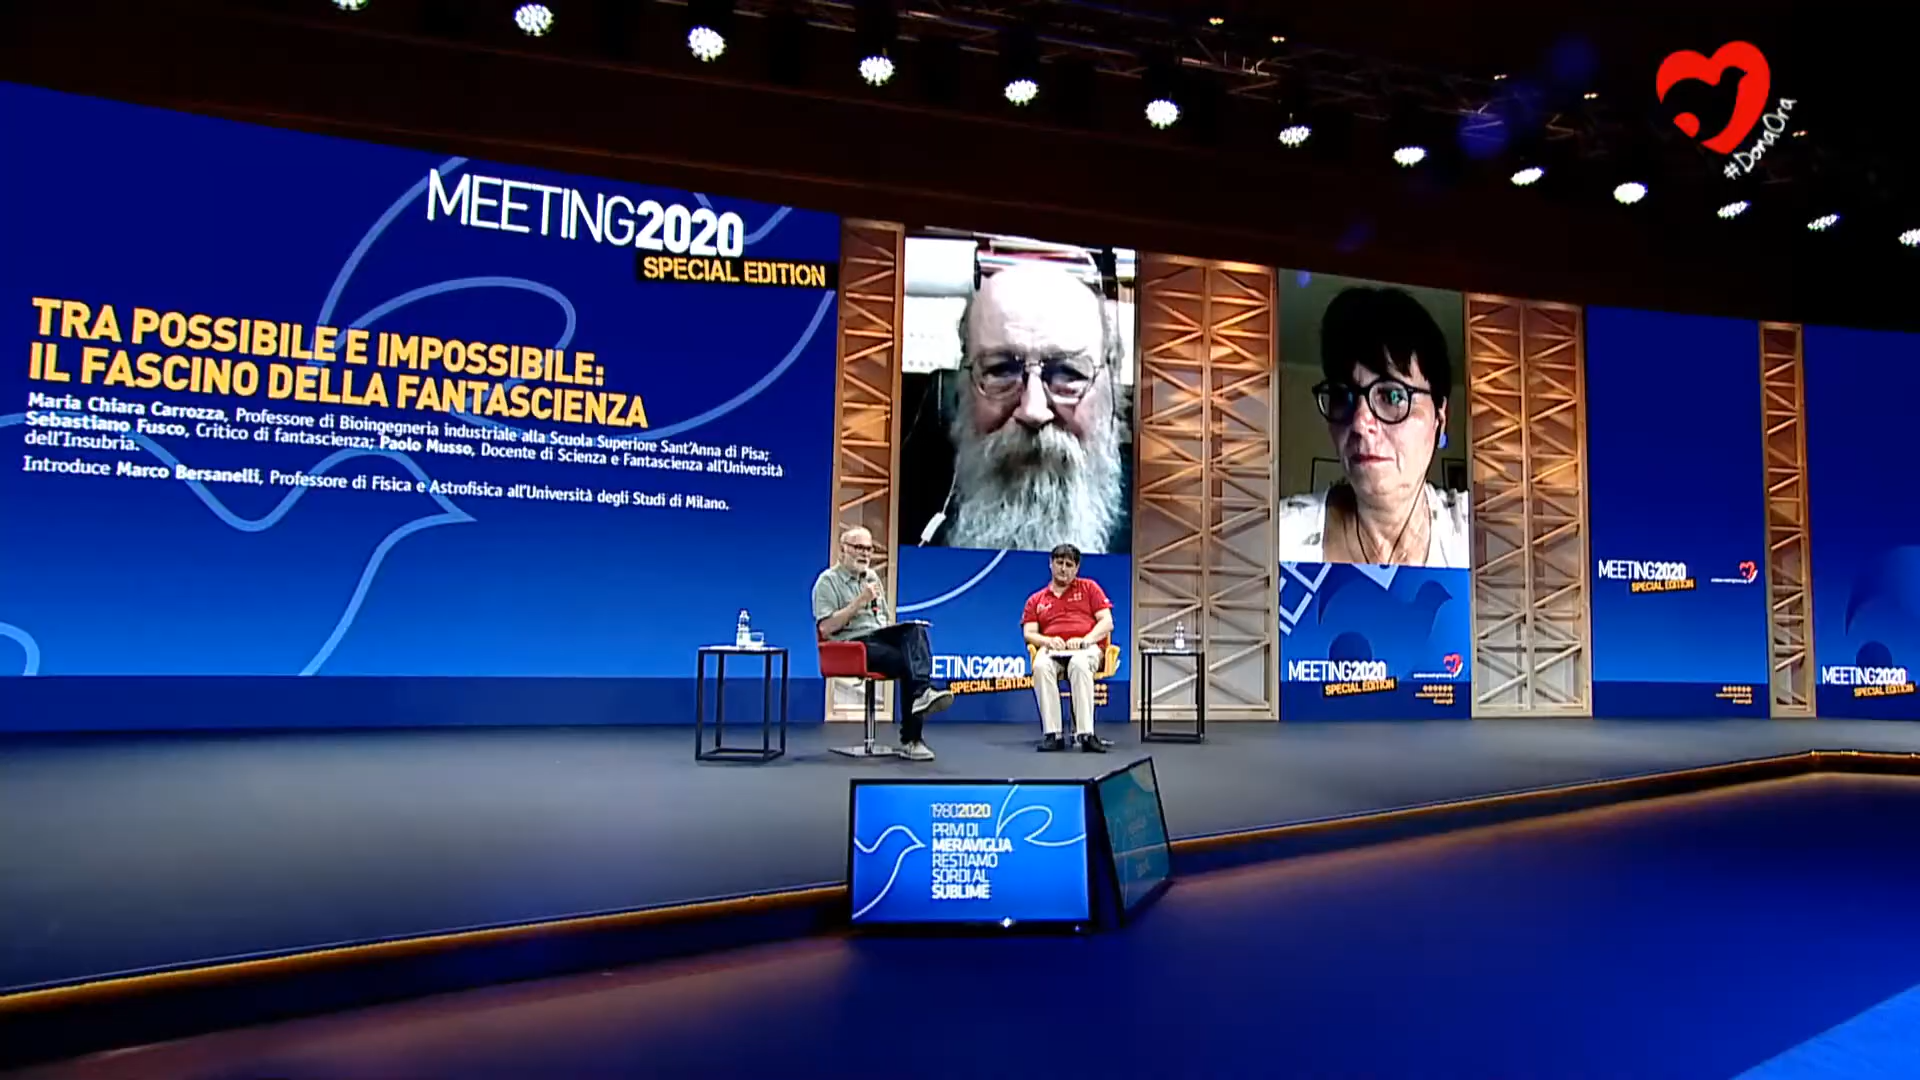 #DonaOra
MEETING2020
SPECIAL EDITION
TRA POSSIBILE E IMPOSSIBILE:
IL FASCINO DELLA FANTASCIENZA
Maria Chiara Carrozza, Professore di Bioingegneria industriale alla Scuola Superiore Sant'Anna di Pisa;
Sebastiano Fusco, Critico di fantascienza; Paolo Musso, Docente di Scienza e Fantascienza all'Università
dell'Insubria.
Introduce Marco Bersanelli, Professore di Fisica e Astrofisica all'Università degli Studi di Milano.
MEETING2020
SPECIAL EDITION
ETING2020
SPECIAL EDITION
MEETING2020
SPECIAL EDITION
MEETING2020
SPECIAL EDITION
19802020
PRIVI DI
MERAVIGLIA
RESTIAMO
SORDI AL
SUBLIME